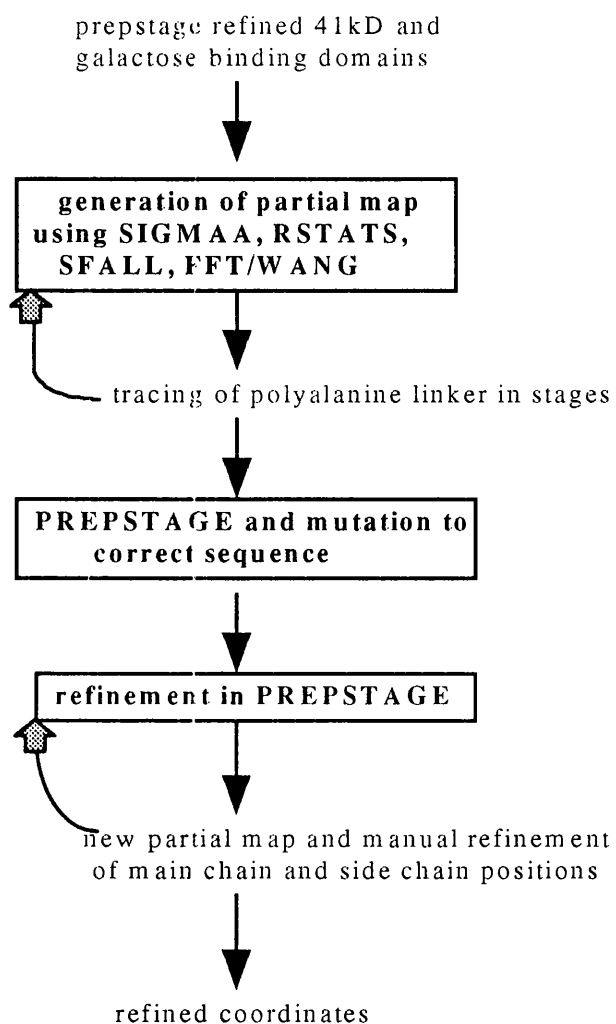 prepstage refined 41kD and
galactose binding domains
generation of partial map
using SIGMAA, RSTATS,
SFALL, FFT/WANG
tracing of polyalanine linker in stages
PREPSTAGE and mutation to
correct sequence
refinement in PREPSTAGE
new partial map and manual refinement
of main chain and side chain positions
refined coordinates